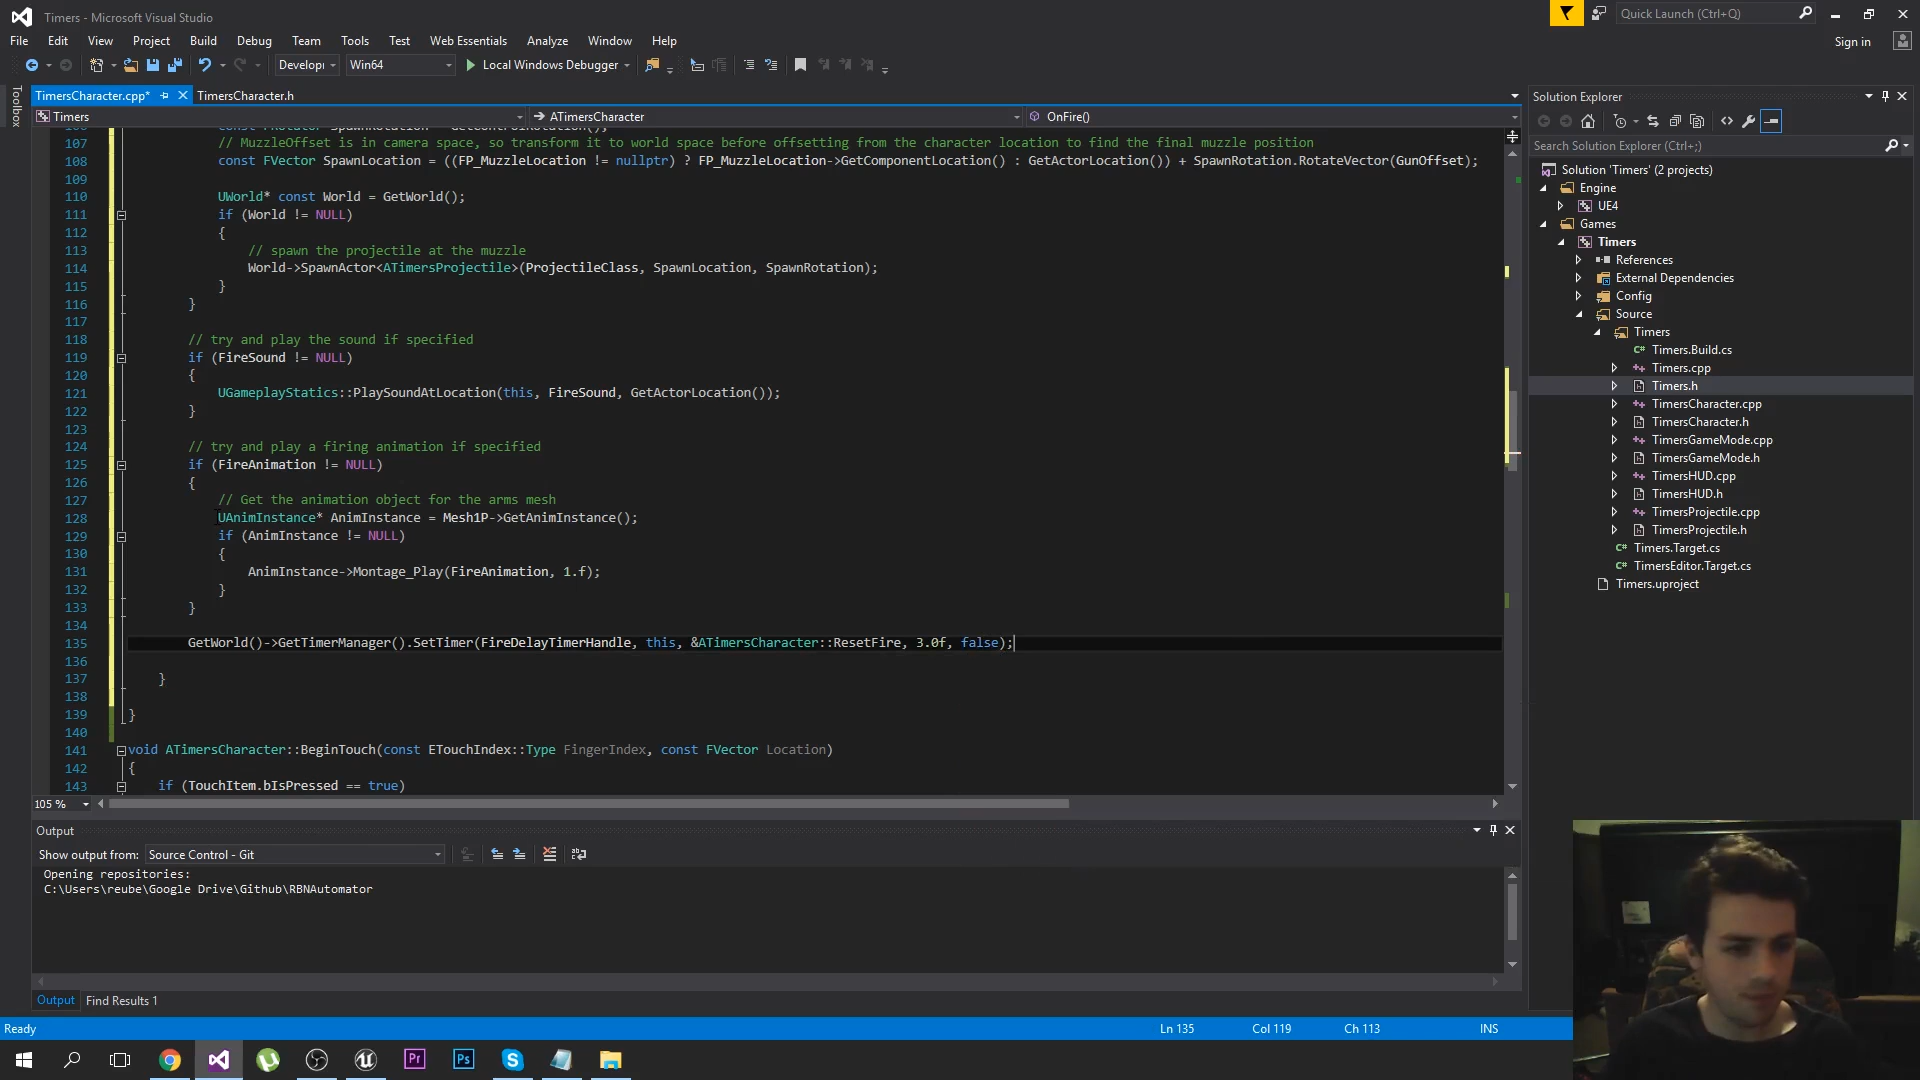 Timers - Microsoft Visual Studio
Quick Launch (Ctrl+Q)
File Edit View Project Build Debug Team Tools Test Web Essentials Analyze Window Help
Sign in
Develop Win64 Local Windows Debugger
Toolbox
TimersCharacter.cpp* TimersCharacter.h
Timers ATimersCharacter OnFire()
107 // MuzzleOffset is in camera space, so transform it to world space before offsetting from the character location to find the final muzzle position
108 const FVector SpawnLocation = ((FP_MuzzleLocation != nullptr) ? FP_MuzzleLocation->GetComponentLocation() : GetActorLocation()) + SpawnRotation.RotateVector(GunOffset);
109
110 UWorld* const World = GetWorld();
111 if (World != NULL)
112 {
113 // spawn the projectile at the muzzle
114 World->SpawnActor<ATimersProjectile>(ProjectileClass, SpawnLocation, SpawnRotation);
115 }
116 }
117
118 // try and play the sound if specified
119 if (FireSound != NULL)
120 {
121 UGameplayStatics::PlaySoundAtLocation(this, FireSound, GetActorLocation());
122 }
123
124 // try and play a firing animation if specified
125 if (FireAnimation != NULL)
126 {
127 // Get the animation object for the arms mesh
128 UAnimInstance* AnimInstance = Mesh1P->GetAnimInstance();
129 if (AnimInstance != NULL)
130 {
131 AnimInstance->Montage_Play(FireAnimation, 1.f);
132 }
133 }
134
135 GetWorld()->GetTimerManager().SetTimer(FireDelayTimerHandle, this, &ATimersCharacter::ResetFire, 3.0f, false);
136
137 }
138
139 }
140
141 void ATimersCharacter::BeginTouch(const ETouchIndex::Type FingerIndex, const FVector Location)
142 {
143 if (TouchItem.bIsPressed == true)
105 %
Output
Show output from: Source Control - Git
Opening repositories:
C:\Users\reube\Google Drive\Github\RBNAutomator
Output Find Results 1
Ready Ln 135 Col 119 Ch 113 INS
Solution Explorer
Search Solution Explorer (Ctrl+;)
Solution 'Timers' (2 projects)
Engine
UE4
Games
Timers
References
External Dependencies
Config
Source
Timers
Timers.Build.cs
Timers.cpp
Timers.h
TimersCharacter.cpp
TimersCharacter.h
TimersGameMode.cpp
TimersGameMode.h
TimersHUD.cpp
TimersHUD.h
TimersProjectile.cpp
TimersProjectile.h
Timers.Target.cs
TimersEditor.Target.cs
Timers.uproject
Pr Ps